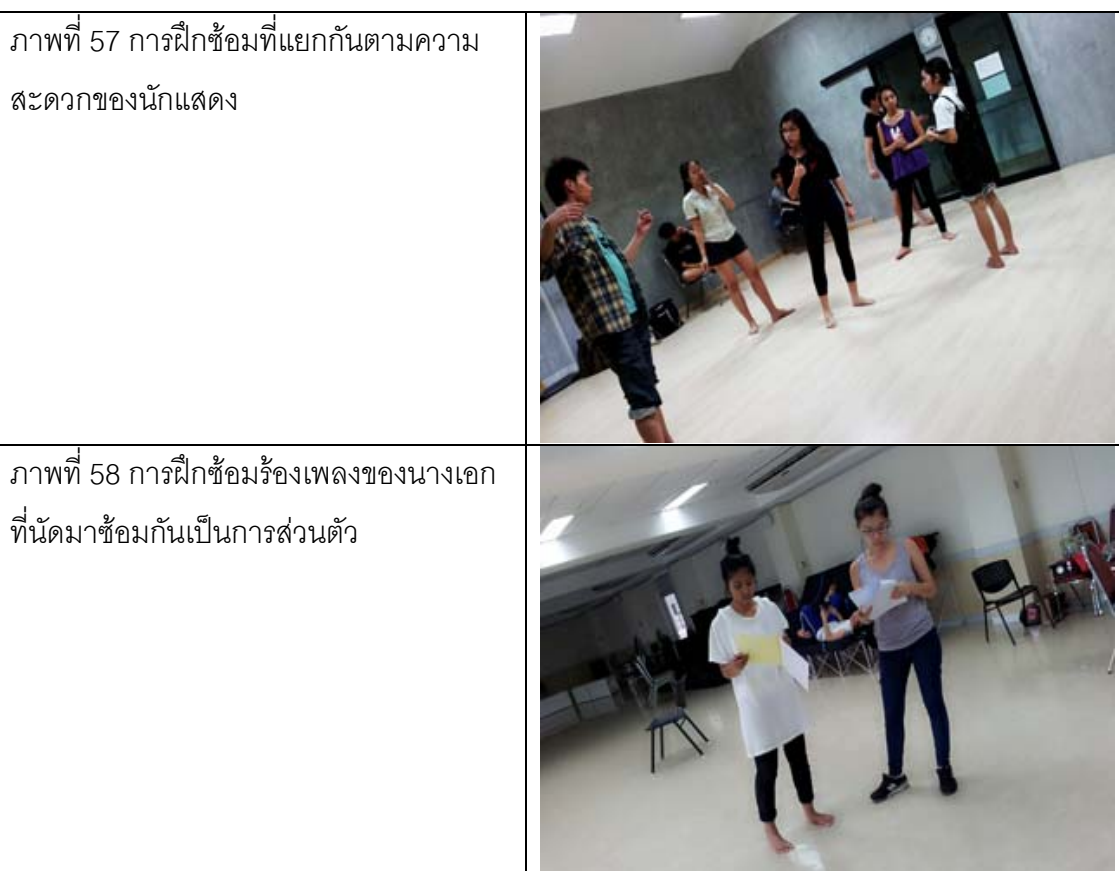 ภาพที่ 57 การฝึกซ้อมที่แยกกันตามความ
สะดวกของนักแสดง
ภาพที่ 58 การฝึกซ้อมร้องเพลงของนางเอก
ที่นัดมาซ้อมกันเป็นการส่วนตัว